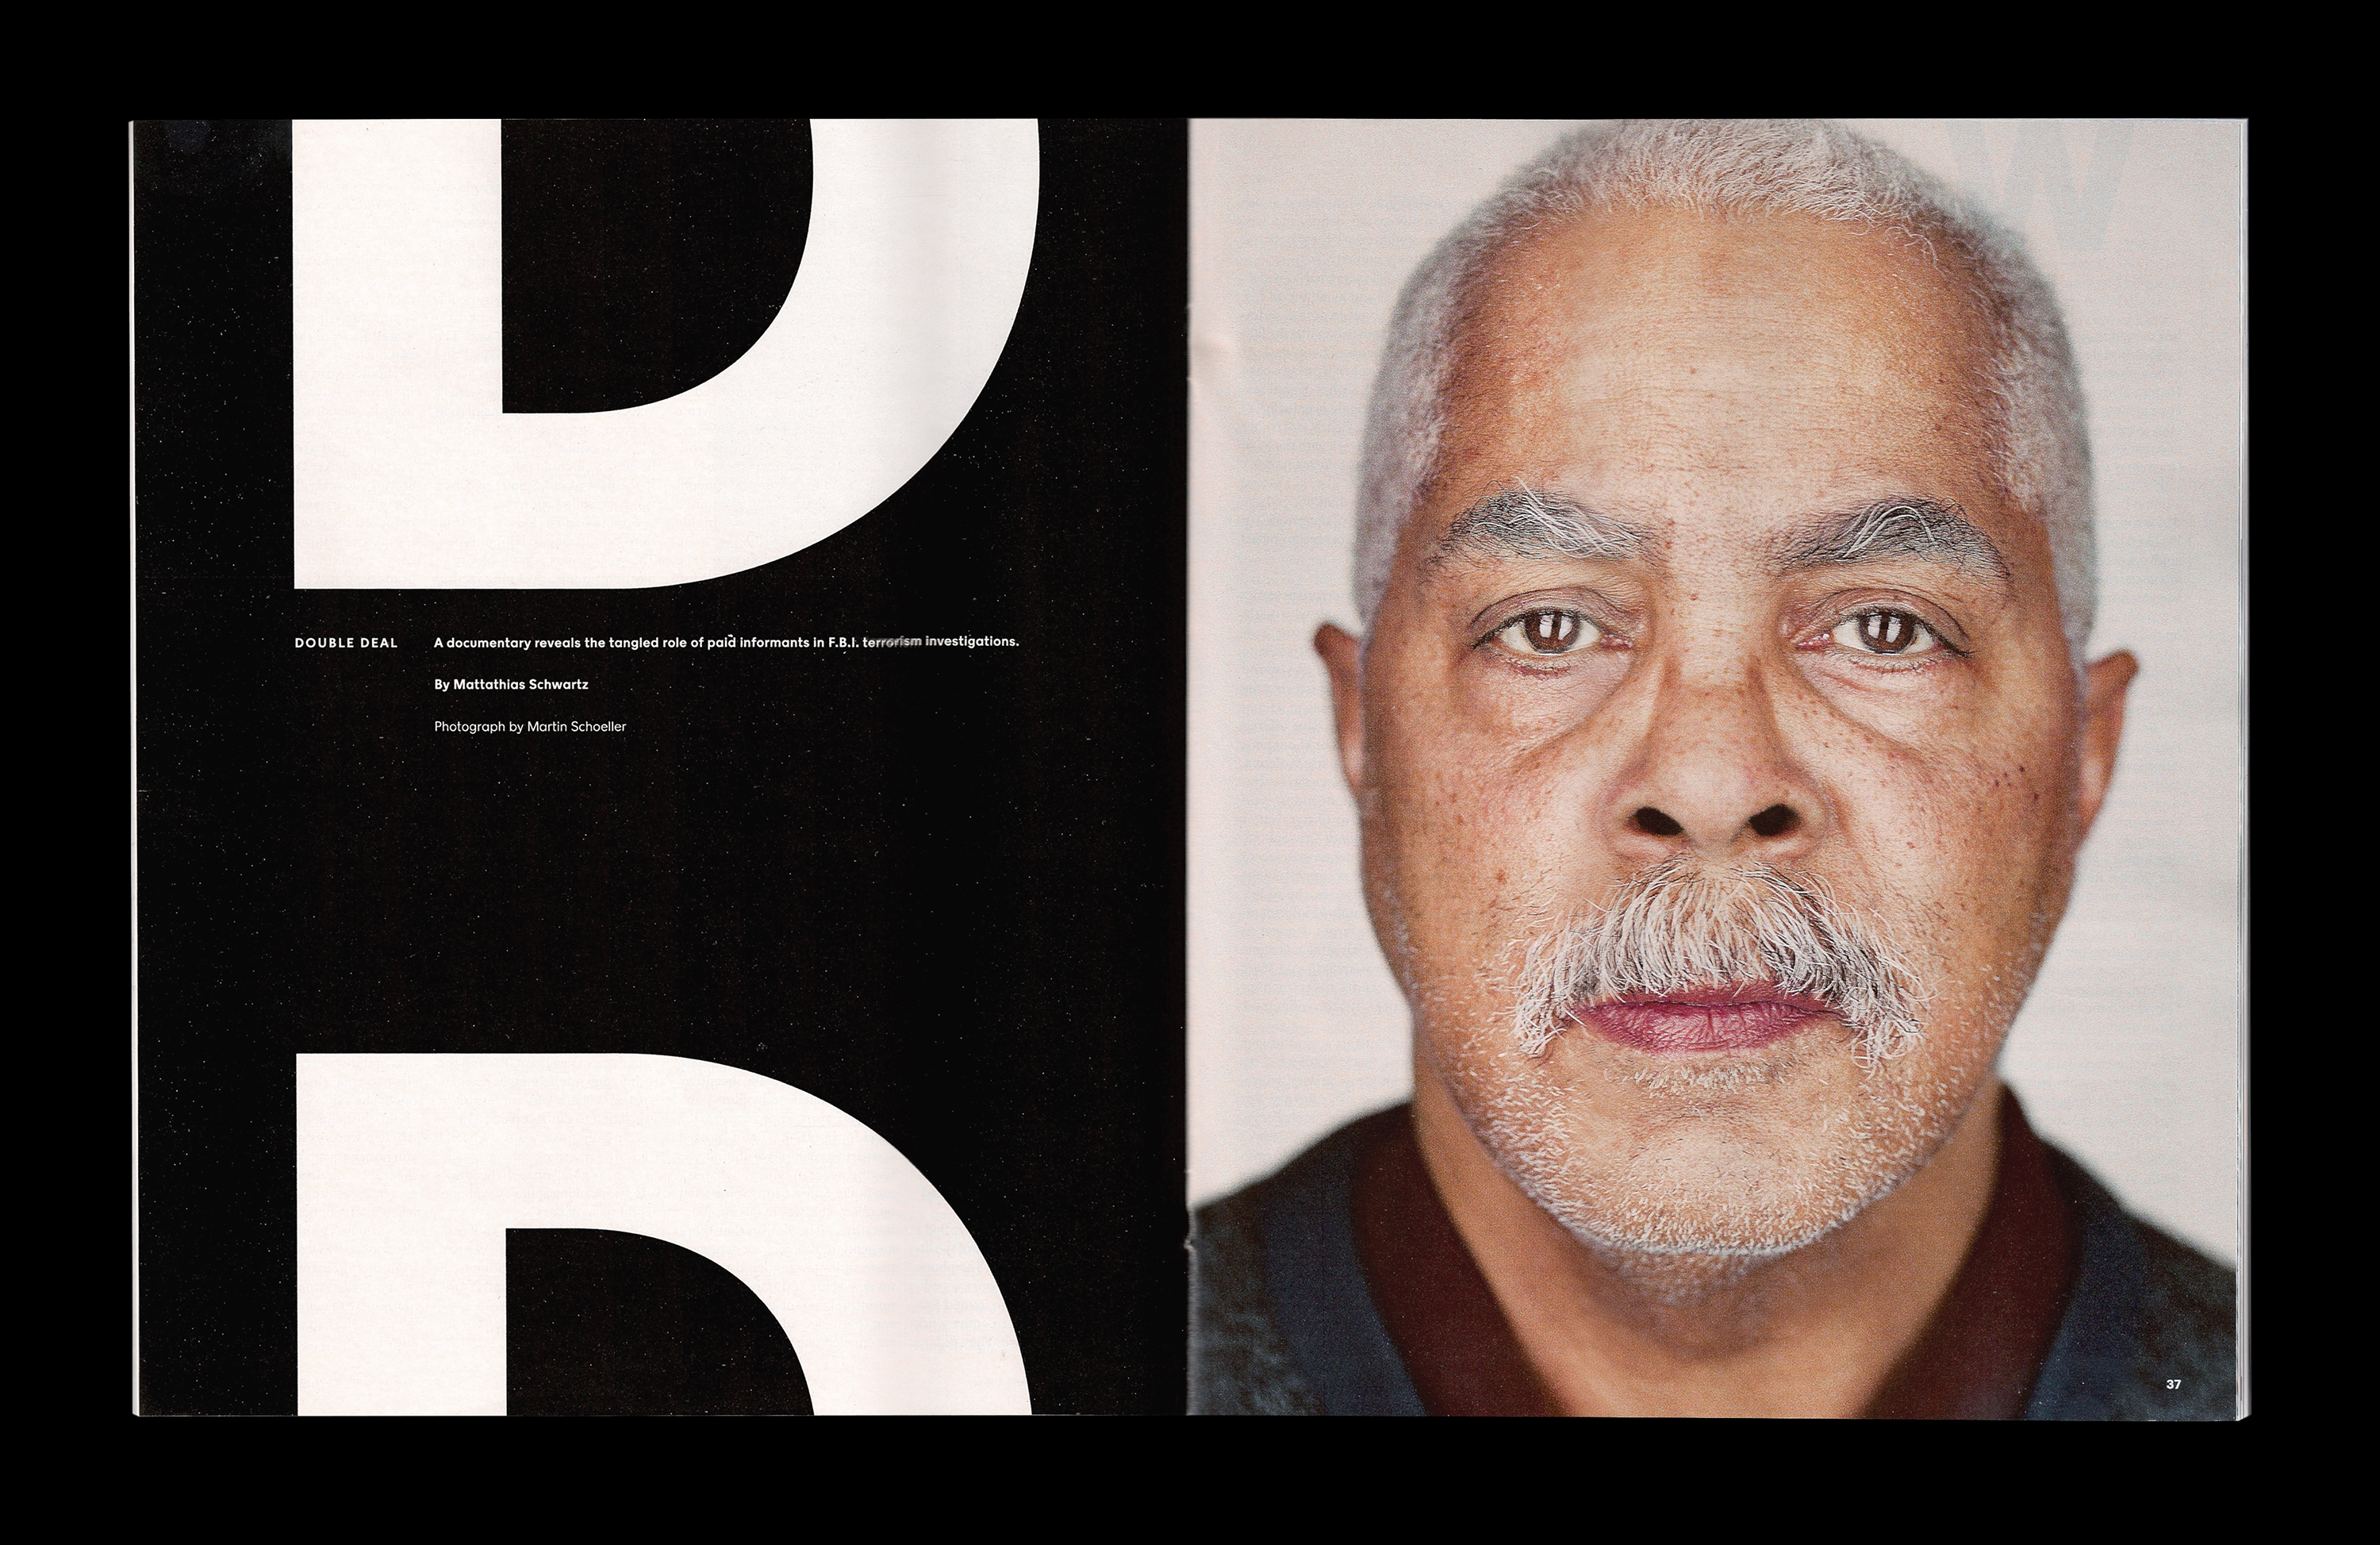 D
DOUBLE DEAL
A documentary reveals the tangled role of paid informants in F.B.I. terrorism investigations.
By Mattathias Schwartz
Photograph by Martin Schoeller
D
37